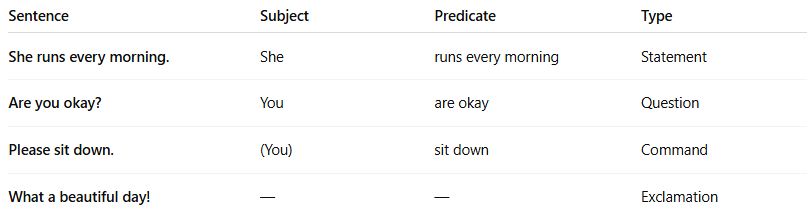 Sentence Subject Predicate Type
She runs every morning. She runs every morning Statement
Are you okay? You are okay Question
Please sit down. (You) sit down Command
What a beautiful day! — — Exclamation